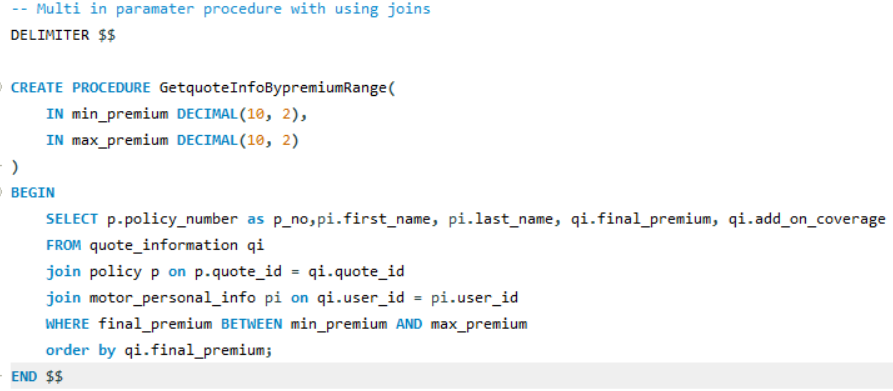 -- Multi in paramater procedure with using joins
DELIMITER $$
CREATE PROCEDURE GetquoteInfoBypremiumRange(
IN min_premium DECIMAL(10, 2),
IN max_premium DECIMAL(10, 2)
)
BEGIN
SELECT p.policy_number as p_no,pi.first_name, pi.last_name, qi.final_premium, qi.add_on_coverage
FROM quote_information qi
join policy p on p.quote_id = qi.quote_id
join motor_personal_info pi on qi.user_id = pi.user_id
WHERE final_premium BETWEEN min_premium AND max_premium
order by qi.final_premium;
END $$